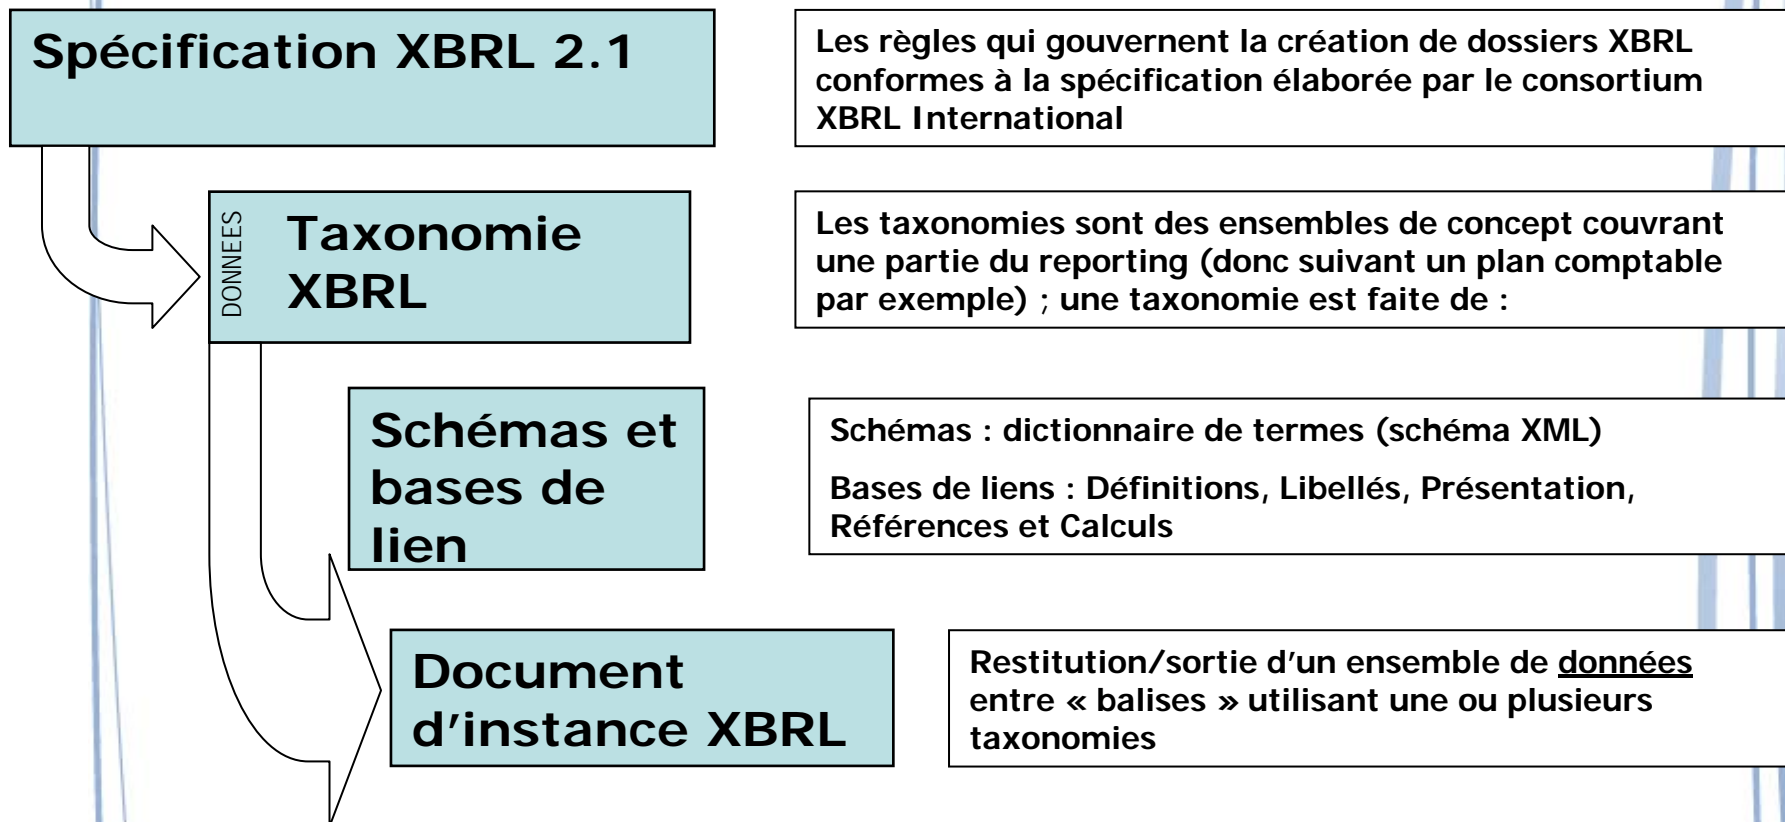 Spécification XBRL 2.1
Les règles qui gouvernent la création de dossiers XBRL
conformes à la spécification élaborée par le consortium
XBRL International
DONNEES
Taxonomie
XBRL
Les taxonomies sont des ensembles de concept couvrant
une partie du reporting (donc suivant un plan comptable
par exemple) ; une taxonomie est faite de :
Schémas et
bases de
lien
Schémas : dictionnaire de termes (schéma XML)
Bases de liens : Définitions, Libellés, Présentation,
Références et Calculs
Document
d’instance XBRL
Restitution/sortie d’un ensemble de données
entre « balises » utilisant une ou plusieurs
taxonomies